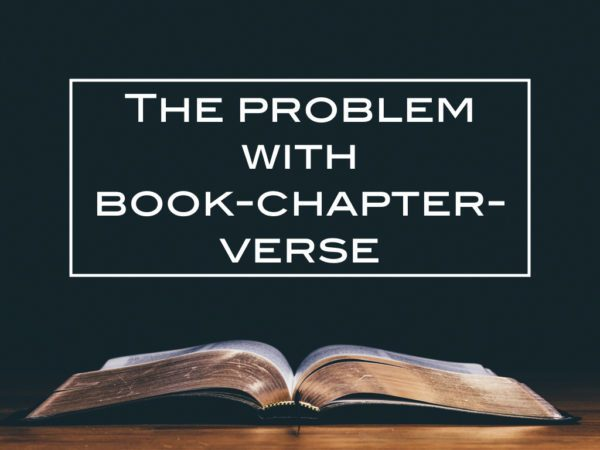 The problem
with
book-chapter-
verse